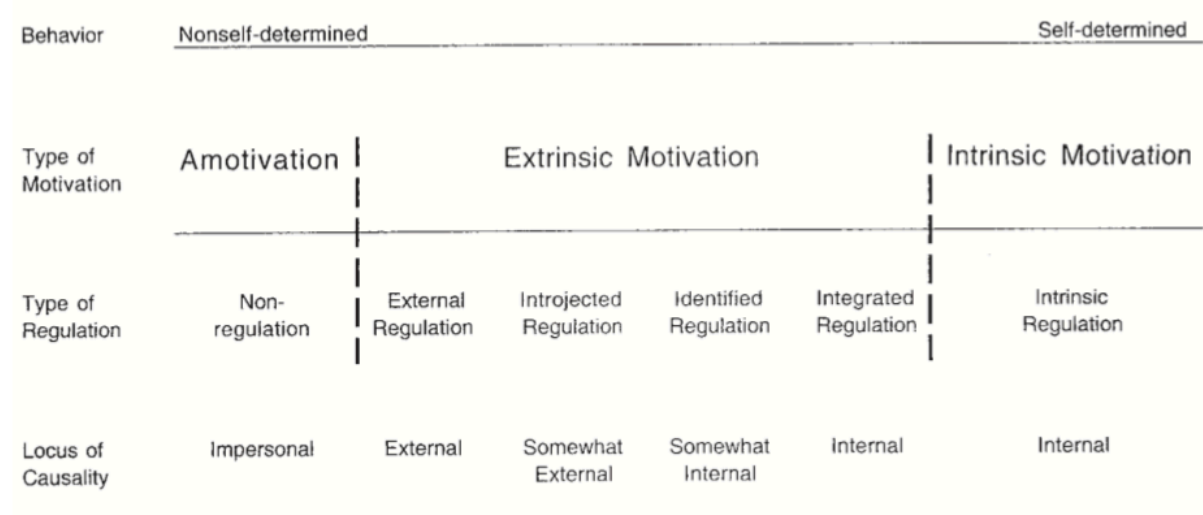 Behavior Nonself-determined Self-determined
Type of Motivation Amotivation Extrinsic Motivation Intrinsic Motivation
Type of Regulation Non-regulation External Regulation Introjected Regulation Identified Regulation Integrated Regulation Intrinsic Regulation
Locus of Causality Impersonal External Somewhat External Somewhat Internal Internal Internal